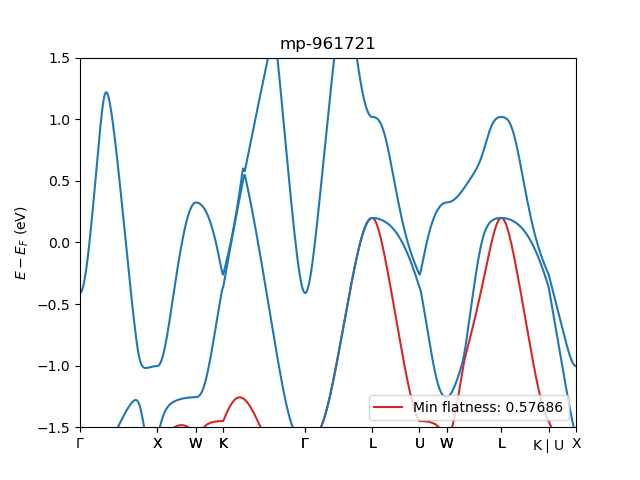 mp-961721
1.5
1.0
0.5
0.0
−0.5
−1.0
−1.5
E − E_F (eV)
Min flatness: 0.57686
Γ X W K Γ L U W L K | U X